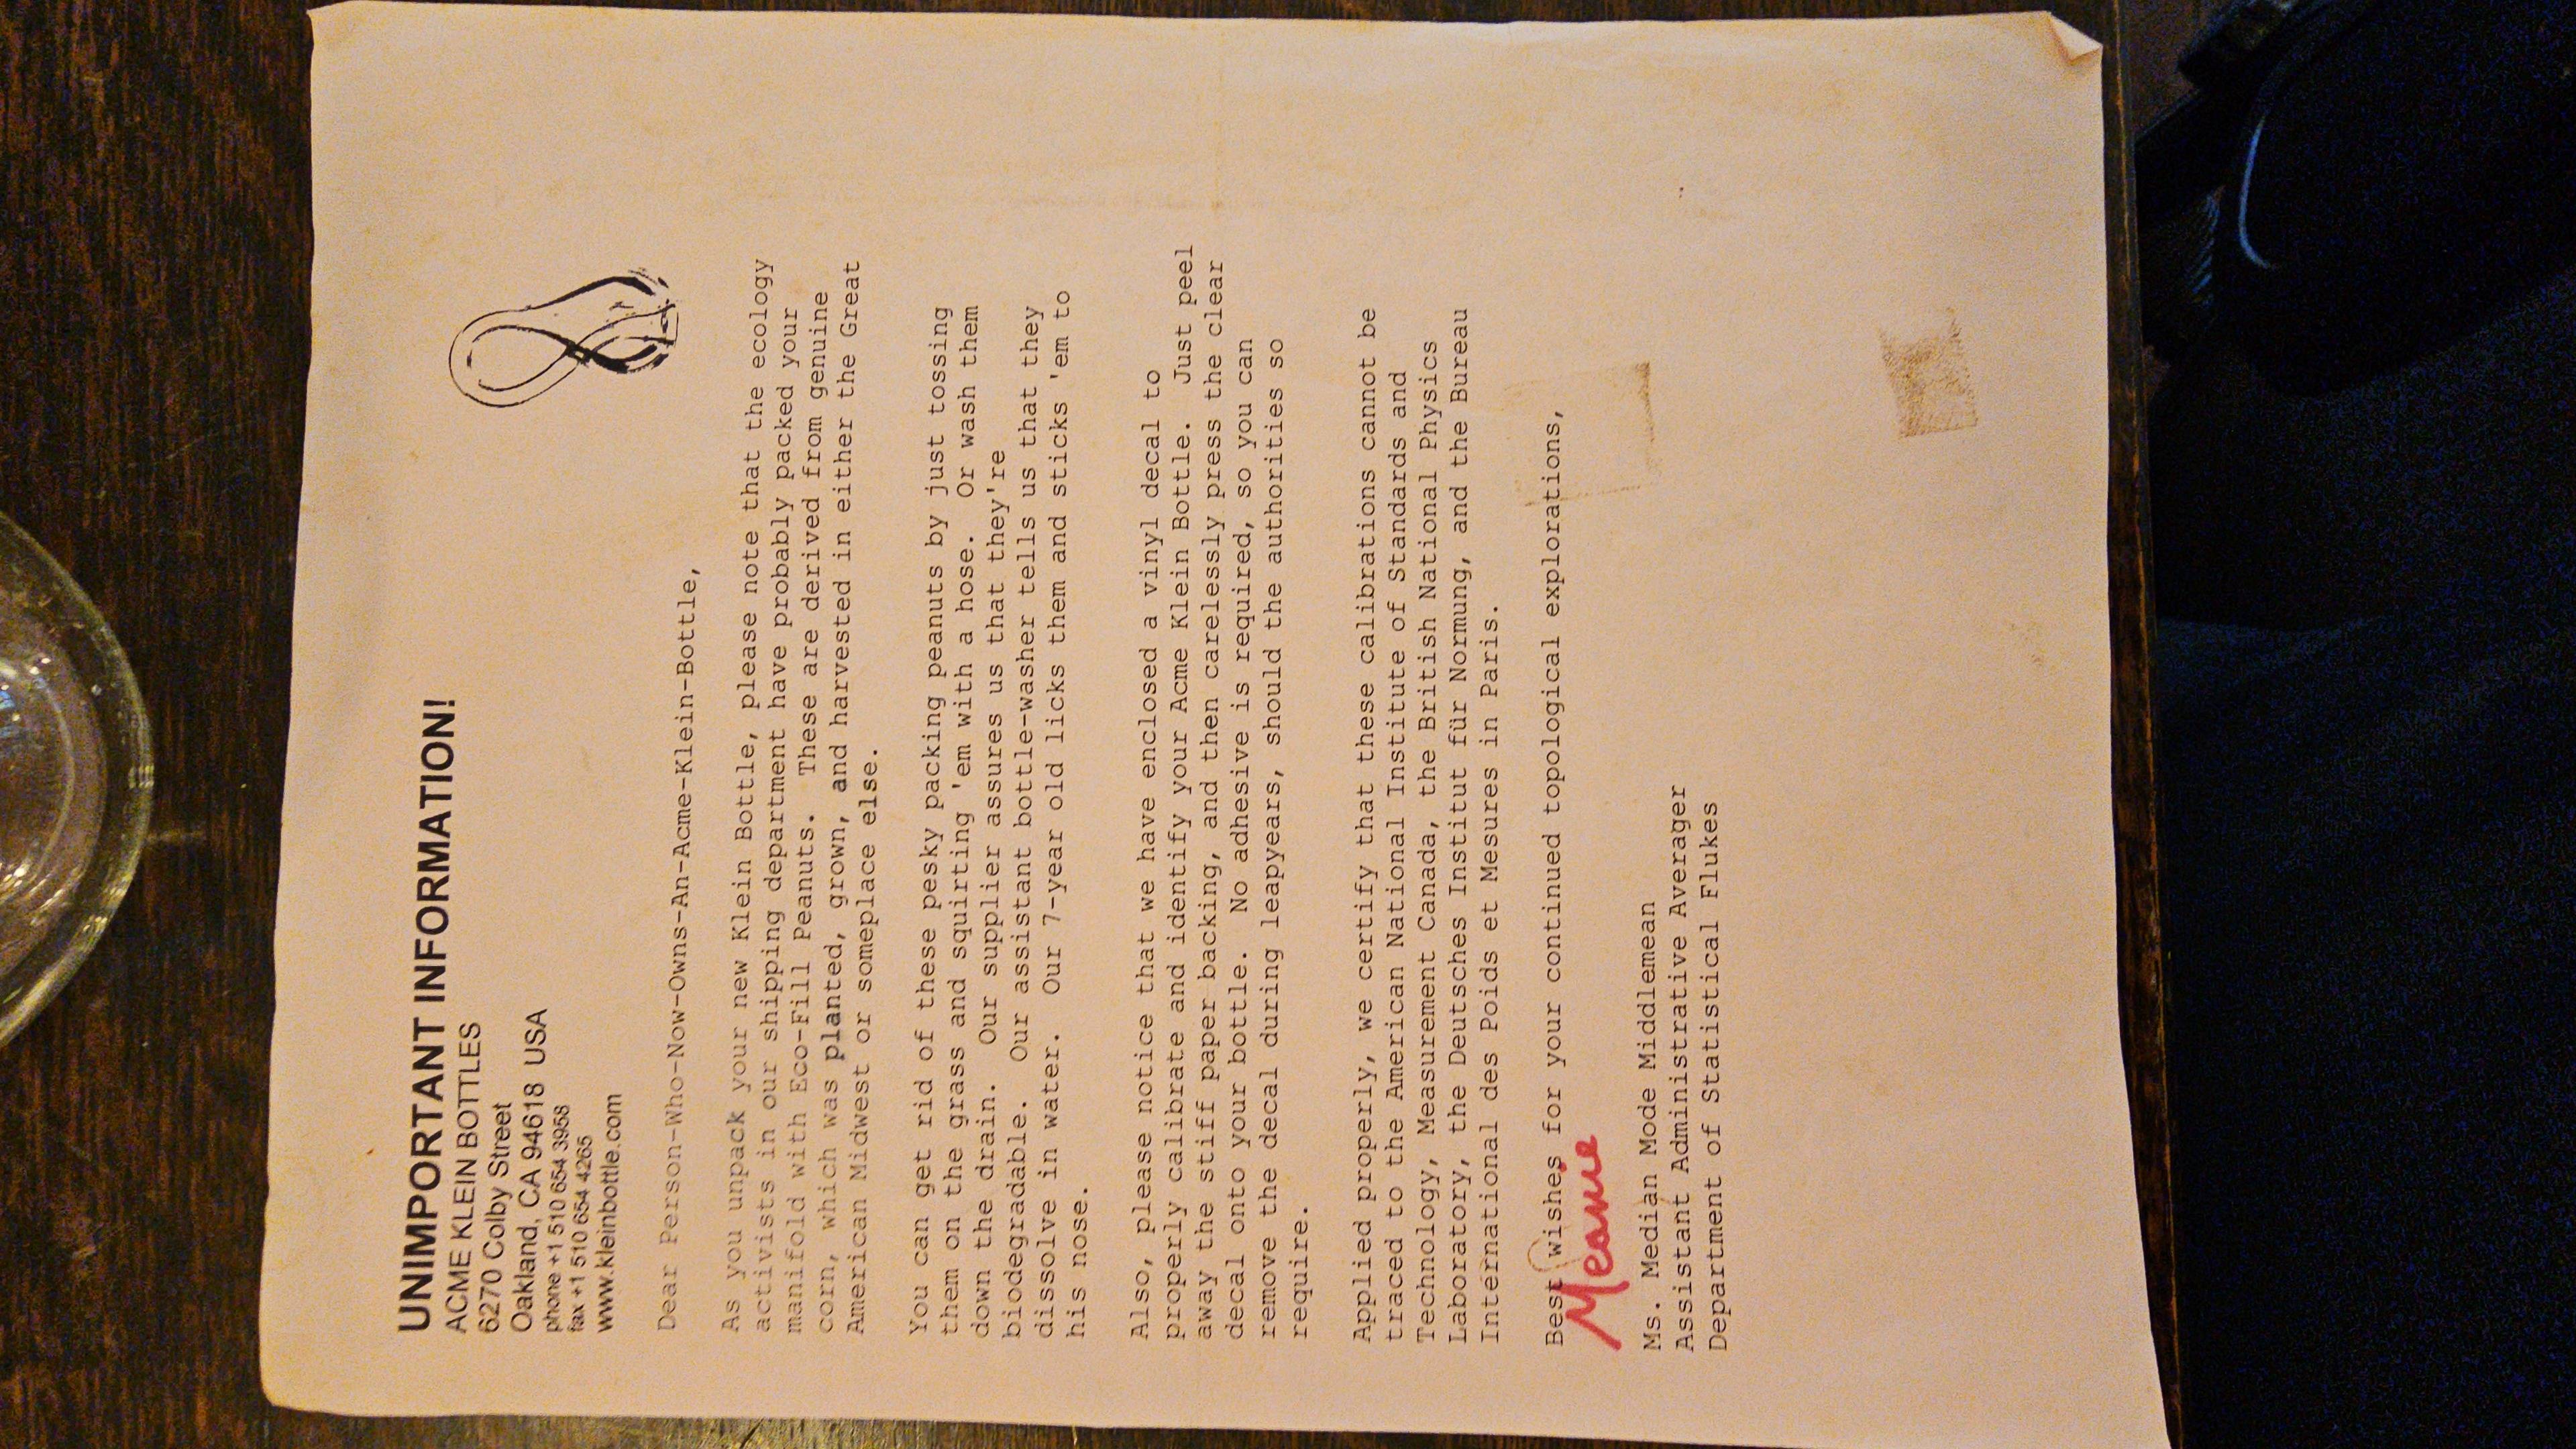 UNIMPORTANT INFORMATION!
ACME KLEIN BOTTLES
6270 Colby Street
Oakland, CA 94618 USA
phone +1 510 654 3958
fax +1 510 654 4265
www.kleinbottle.com
Dear Person-Who-Now-Owns-An-Acme-Klein-Bottle,
As you unpack your new Klein Bottle, please note that the ecology
activists in our shipping department have probably packed your
manifold with Eco-Fill Peanuts. These are derived from genuine
corn, which was planted, grown, and harvested in either the Great
American Midwest or someplace else.
You can get rid of these pesky packing peanuts by just tossing
them on the grass and squirting 'em with a hose. Or wash them
down the drain. Our supplier assures us that they're
biodegradable. Our assistant bottle-washer tells us that they
dissolve in water. Our 7-year old licks them and sticks 'em to
his nose.
Also, please notice that we have enclosed a vinyl decal to
properly calibrate and identify your Acme Klein Bottle. Just peel
away the stiff paper backing, and then carelessly press the clear
decal onto your bottle. No adhesive is required, so you can
remove the decal during leapyears, should the authorities so
require.
Applied properly, we certify that these calibrations cannot be
traced to the American National Institute of Standards and
Technology, Measurement Canada, the British National Physics
Laboratory, the Deutsches Institut für Normung, and the Bureau
International des Poids et Mesures in Paris.
Best wishes for your continued topological explorations,
Ms. Median Mode Middlemean
Assistant Administrative Averager
Department of Statistical Flukes